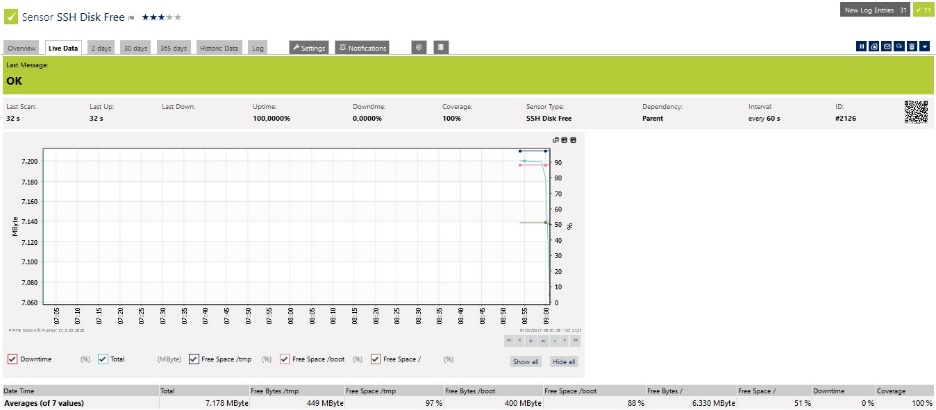 Sensor SSH Disk Free
New Log Entries 31
11
Overview Live Data 2 days 30 days 365 days Historic Data Log Settings Notifications
Last Message:
OK
Last Scan: Last Up: Last Down: Uptime: Downtime: Coverage: Sensor Type: Dependency: Interval: ID:
32 s 32 s 100,0000% 0,0000% 100% SSH Disk Free Parent every 60 s #2126
7.200
7.180
7.160
7.140
7.120
7.100
7.080
7.060
MByte
90
80
70
60
50
40
30
20
10
0
%
07:05 07:10 07:15 07:20 07:25 07:30 07:35 07:40 07:45 07:50 07:55 08:00 08:05 08:10 08:15 08:20 08:25 08:30 08:35 08:40 08:45 08:50 08:55 09:00
Downtime (%) Total (MByte) Free Space /tmp (%) Free Space /boot (%) Free Space / (%)
Show all Hide all
Date Time Total Free Bytes /tmp Free Space /tmp Free Bytes /boot Free Space /boot Free Bytes / Free Space / Downtime Coverage
Averages (of 7 values) 7.178 MByte 449 MByte 97 % 400 MByte 88 % 6.330 MByte 51 % 0 % 100 %